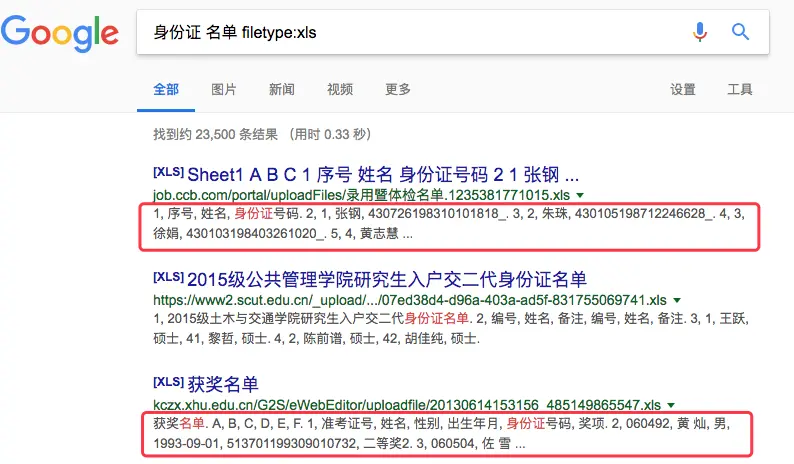 Google
身份证 名单 filetype:xls
全部 图片 新闻 视频 更多 设置 工具
找到约 23,500 条结果 (用时 0.33 秒)
[XLS] Sheet1 A B C 1 序号 姓名 身份证号码 2 1 张钢 ...
job.ccb.com/portal/uploadFiles/录用暨体检名单.1235381771015.xls
1, 序号, 姓名, 身份证号码. 2, 1, 张钢, 430726198310101818_. 3, 2, 朱珠, 430105198712246628_. 4, 3,
徐娟, 430103198403261020_. 5, 4, 黄志慧 ...
[XLS] 2015级公共管理学院研究生入户交二代身份证名单
https://www2.scut.edu.cn/_upload/.../07ed38d4-d96a-403a-ad5f-831755069741.xls
1, 2015级土木与交通学院研究生入户交二代身份证名单. 2, 编号, 姓名, 备注, 编号, 姓名, 备注. 3, 1, 王跃,
硕士, 41, 黎哲, 硕士. 4, 2, 陈前谱, 硕士, 42, 胡佳纯, 硕士.
[XLS] 获奖名单
kczx.xhu.edu.cn/G2S/eWebEditor/uploadfile/20130614153156_485149865547.xls
获奖名单. A, B, C, D, E, F. 1, 准考证号, 姓名, 性别, 出生年月, 身份证号码, 奖项. 2, 060492, 黄 灿, 男,
1993-09-01, 513701199309010732, 二等奖2. 3, 060504, 佐 雪 ...